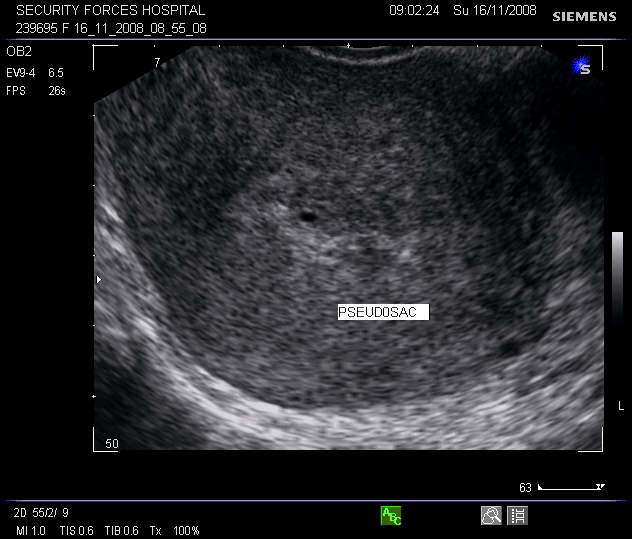 SECURITY FORCES HOSPITAL 09:02:24 Su 16/11/2008 SIEMENS
239695 F 16_11_2008_08_55_08
OB2
EV9-4 6.5
FPS 26s
7
S
PSEUD0SAC
L
50
63
2D 55/2/ 9
ABC
MI 1.0 TIS 0.6 TIB 0.6 Tx 100%